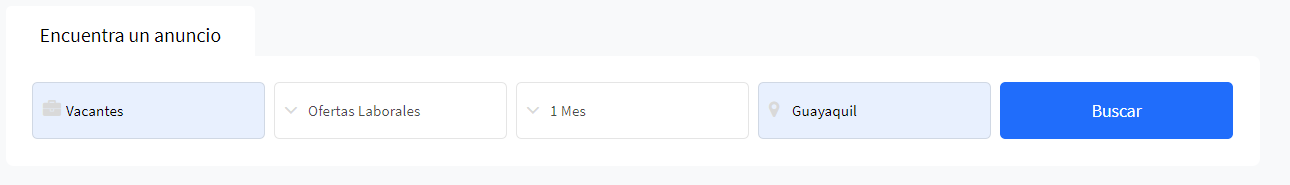 Encuentra un anuncio
Vacantes
Ofertas Laborales
1 Mes
Guayaquil
Buscar